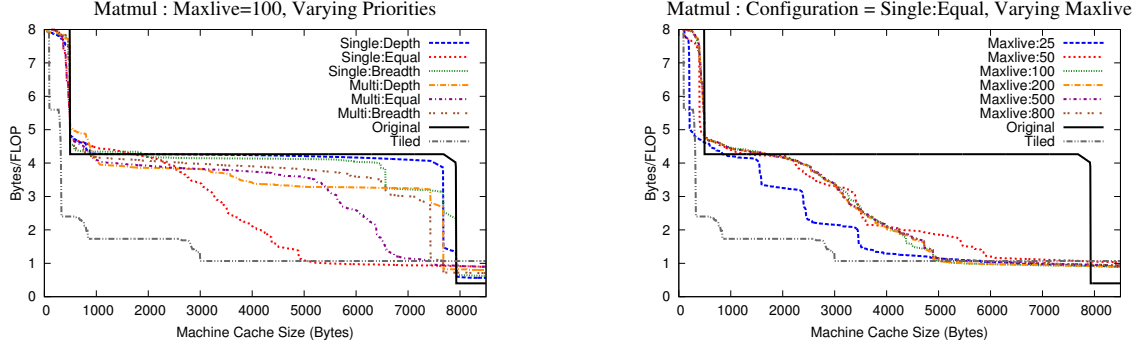 Matmul : Maxlive=100, Varying Priorities
8
7
6
5
4
3
2
1
0
Bytes/FLOP
Single:Depth
Single:Equal
Single:Breadth
Multi:Depth
Multi:Equal
Multi:Breadth
Original
Tiled
0 1000 2000 3000 4000 5000 6000 7000 8000
Machine Cache Size (Bytes)
Matmul : Configuration = Single:Equal, Varying Maxlive
8
7
6
5
4
3
2
1
0
Bytes/FLOP
Maxlive:25
Maxlive:50
Maxlive:100
Maxlive:200
Maxlive:500
Maxlive:800
Original
Tiled
0 1000 2000 3000 4000 5000 6000 7000 8000
Machine Cache Size (Bytes)